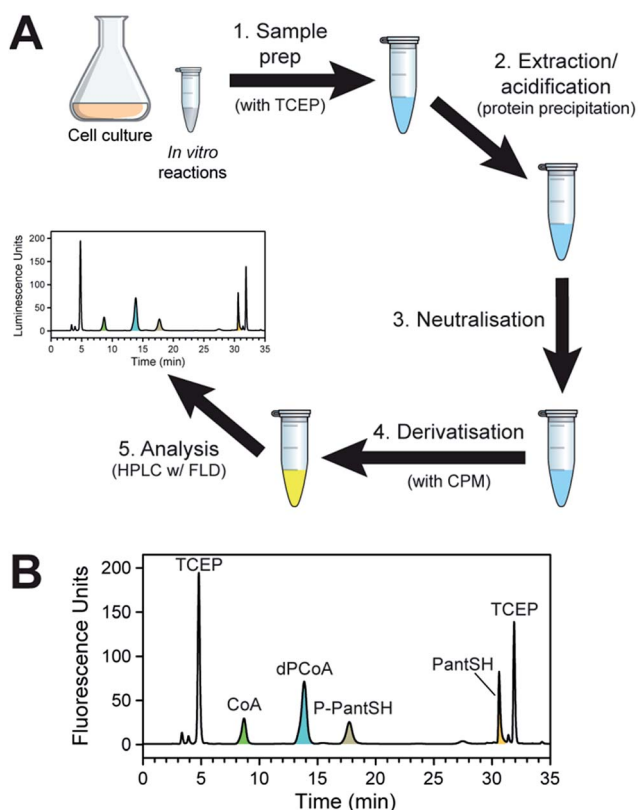 A
1. Sample
prep
(with TCEP)
2. Extraction/
acidification
(protein precipitation)
Cell culture
In vitro
reactions
Luminescence Units
200
150
100
50
0
0 5 10 15 20 25 30 35
Time (min)
3. Neutralisation
4. Derivatisation
(with CPM)
5. Analysis
(HPLC w/ FLD)
B
Fluorescence Units
200
150
100
50
0
TCEP
CoA
dPCoA
P-PantSH
PantSH
TCEP
0 5 10 15 20 25 30 35
Time (min)